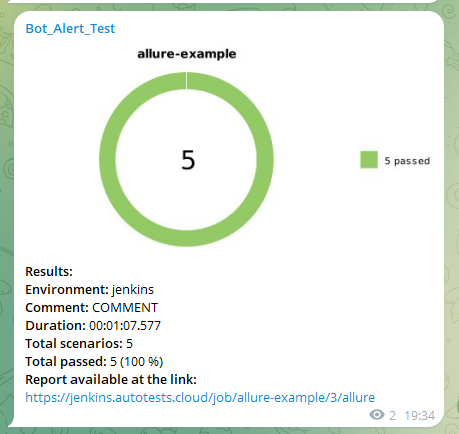 Bot_Alert_Test
allure-example
5
5 passed
Results:
Environment: jenkins
Comment: COMMENT
Duration: 00:01:07.577
Total scenarios: 5
Total passed: 5 (100 %)
Report available at the link:
https://jenkins.autotests.cloud/job/allure-example/3/allure
2 19:34